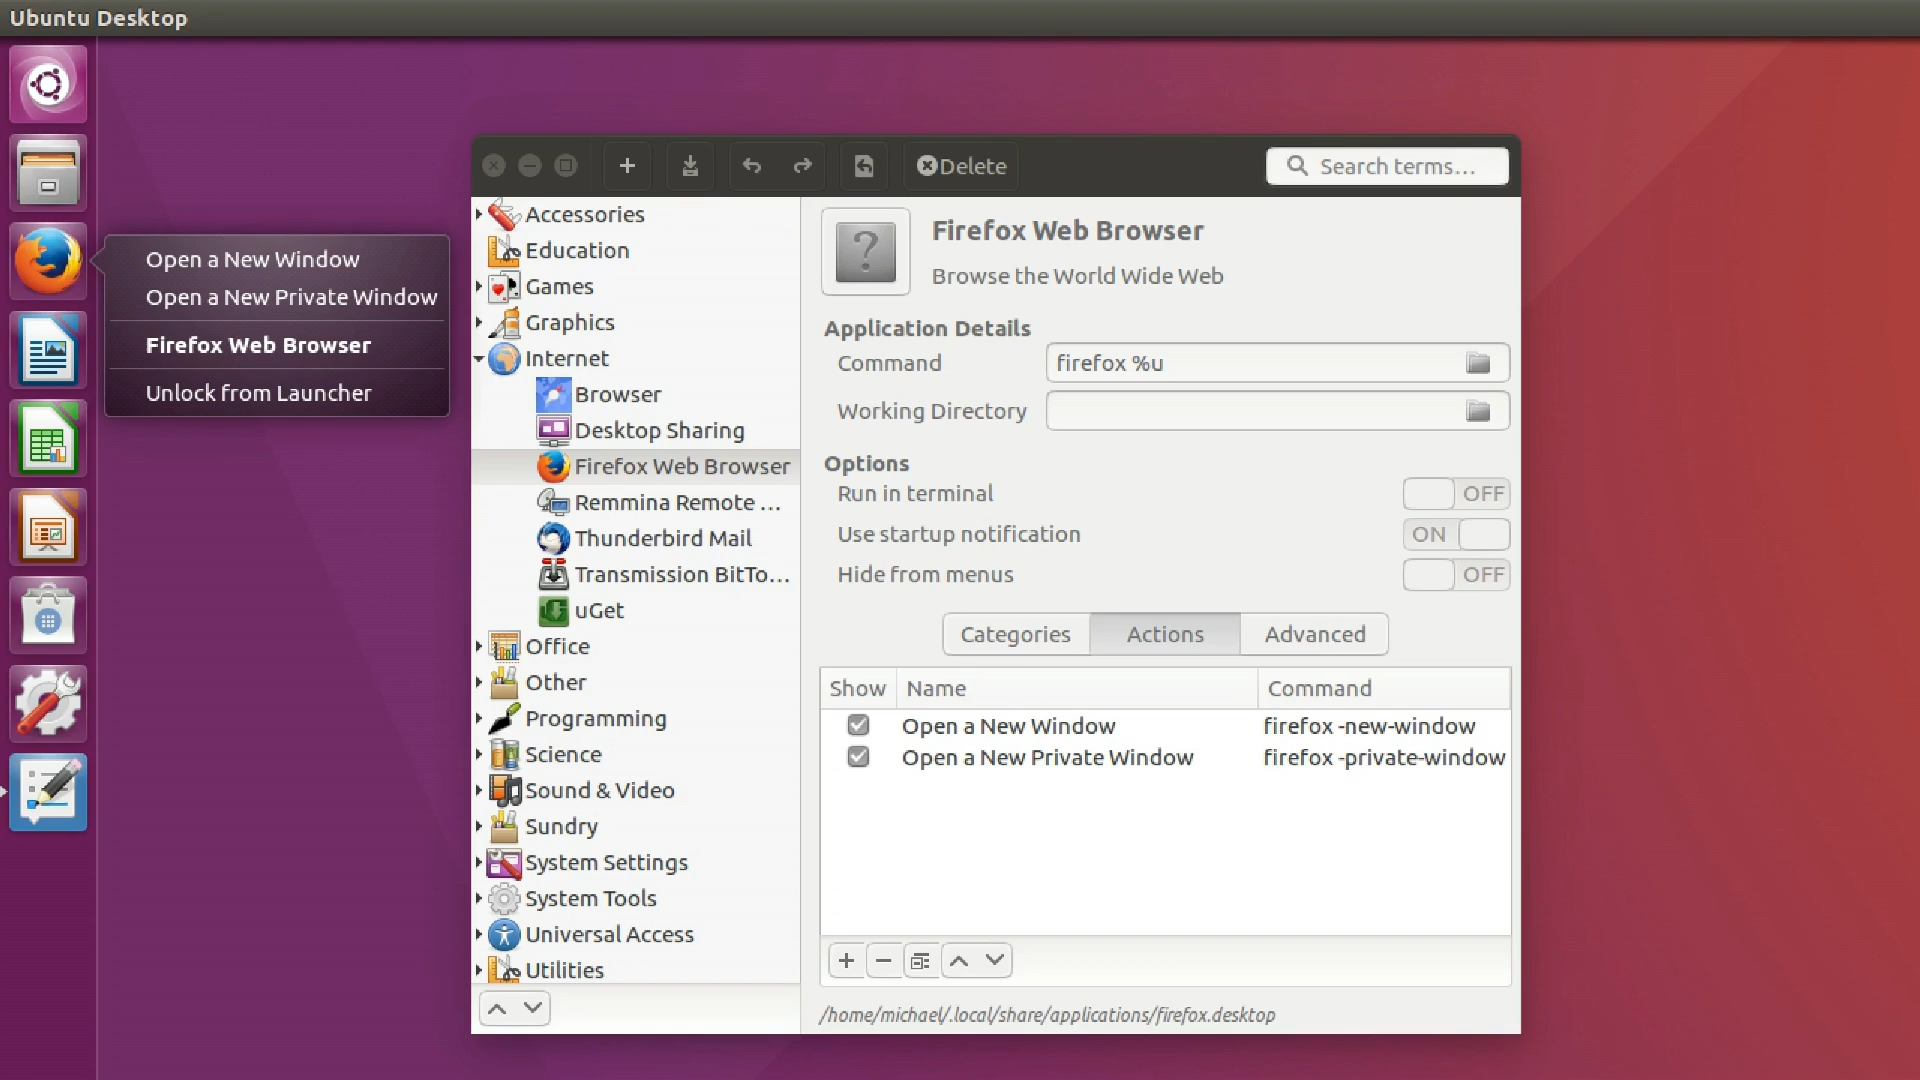 Ubuntu Desktop
Open a New Window
Open a New Private Window
Firefox Web Browser
Unlock from Launcher
Delete
Search terms...
Accessories
Education
Games
Graphics
Internet
Browser
Desktop Sharing
Firefox Web Browser
Remmina Remote ...
Thunderbird Mail
Transmission BitTo...
uGet
Office
Other
Programming
Science
Sound & Video
Sundry
System Settings
System Tools
Universal Access
Utilities
Firefox Web Browser
Browse the World Wide Web
Application Details
Command firefox %u
Working Directory
Options
Run in terminal OFF
Use startup notification ON
Hide from menus OFF
Categories Actions Advanced
Show Name Command
Open a New Window firefox -new-window
Open a New Private Window firefox -private-window
/home/michael/.local/share/applications/firefox.desktop